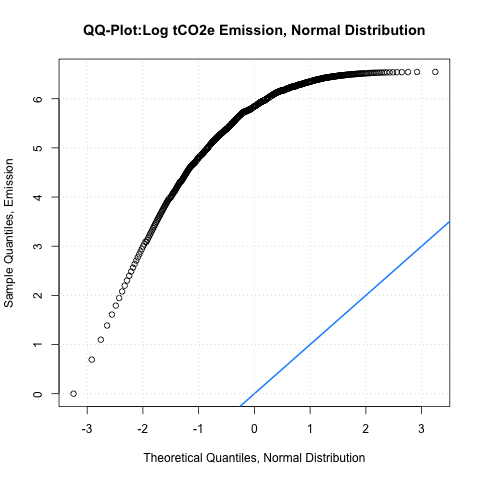 QQ-Plot:Log tCO2e Emission, Normal Distribution
Sample Quantiles, Emission
6
5
4
3
2
1
0
-3 -2 -1 0 1 2 3
Theoretical Quantiles, Normal Distribution